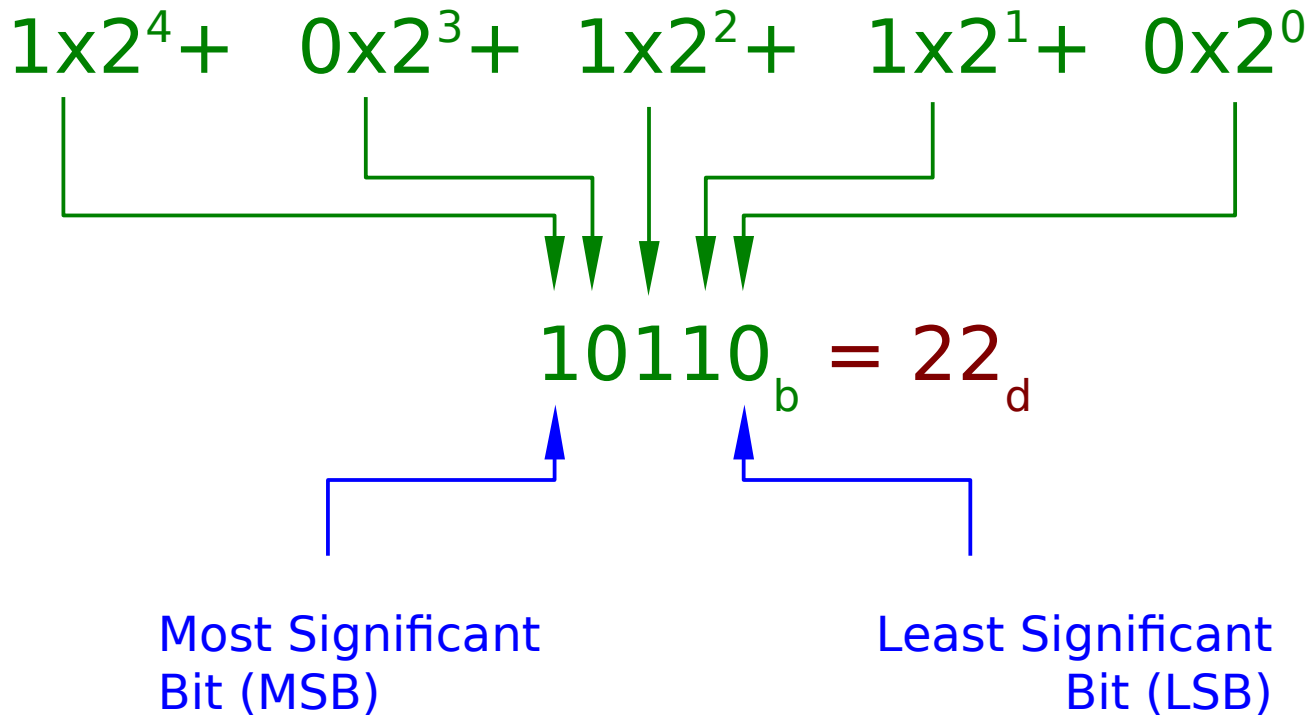 1x2⁴+ 0x2³+ 1x2²+ 1x2¹+ 0x2⁰
10110b = 22d
Most Significant Least Significant
Bit (MSB) Bit (LSB)